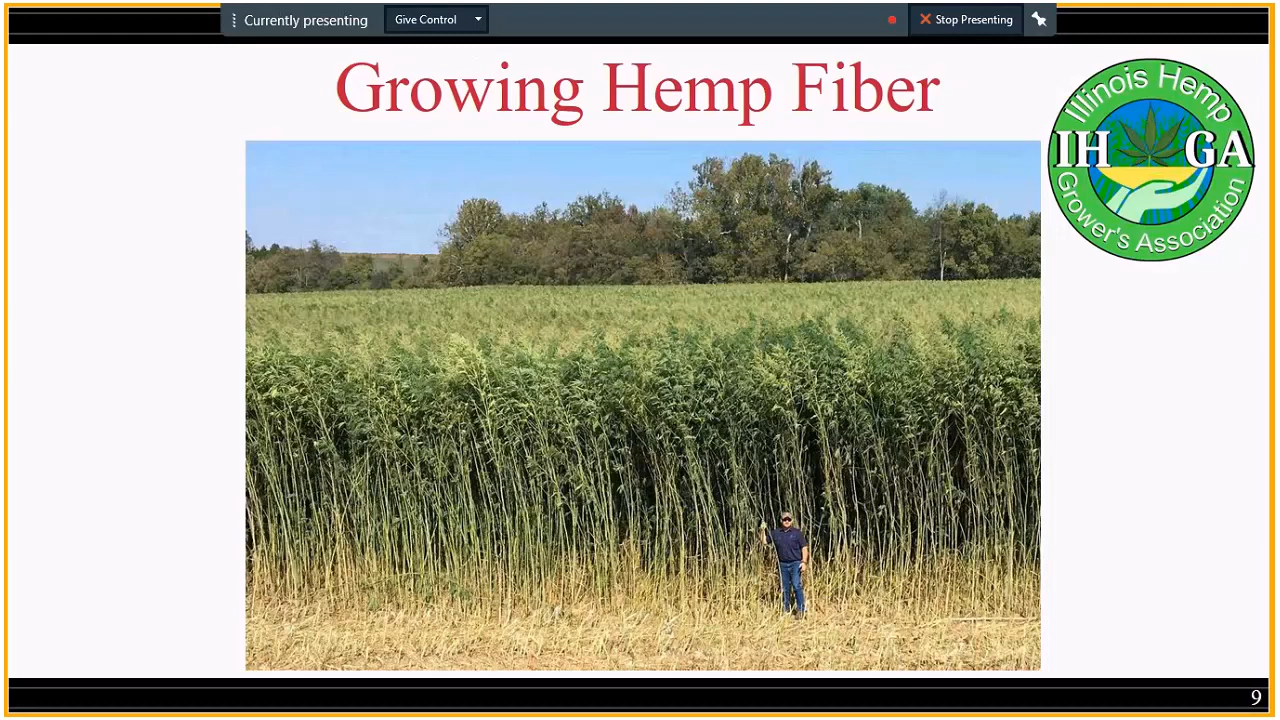 Currently presenting
Give Control
Stop Presenting
Growing Hemp Fiber
Illinois Hemp
IH GA
Grower's Association
9